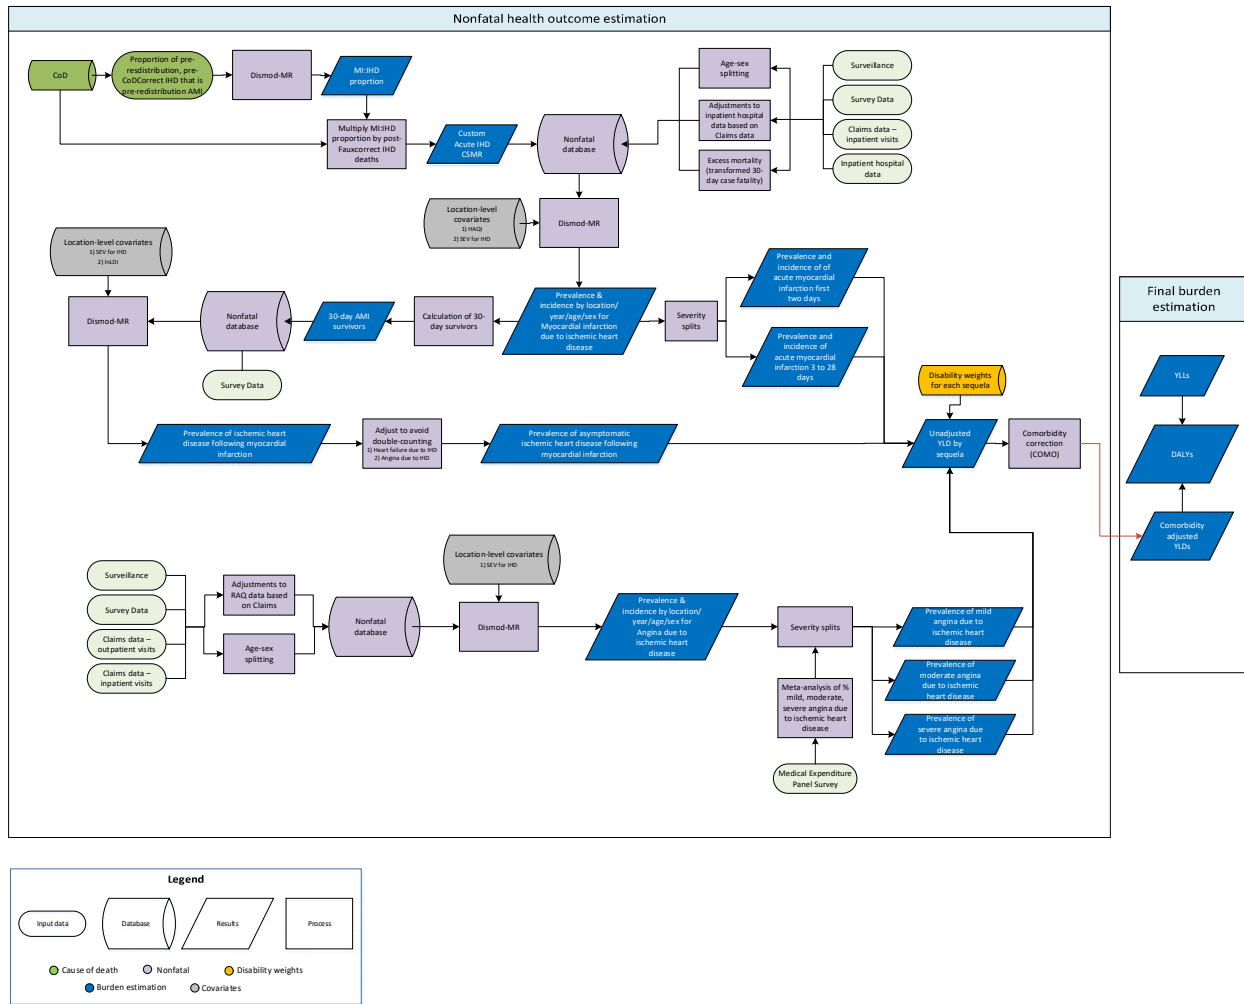 Nonfatal health outcome estimation
CoD
Proportion of pre-
resdistribution, pre-
CoDCorrect IHD that is
pre-redistribution AMI
Dismod-MR
MI:IHD
proprtion
Multiply MI:IHD
proportion by post-
Fauxcorrect IHD
deaths
Custom
Acute IHD
CSMR
Nonfatal
database
Age-sex
splitting
Adjustments to
inpatient hospital
data based on
Claims data
Excess mortality
(transformed 30-
day case fatality)
Surveillance
Survey Data
Claims data –
inpatient visits
Inpatient hospital
data
Location-level
covariates
1) HAQI
2) SEV for IHD
Dismod-MR
Location-level covariates
1) SEV for IHD
2) lnLDI
Dismod-MR
Nonfatal
database
Survey Data
30-day AMI
survivors
Calculation of 30-
day survivors
Prevalence &
incidence by location/
year/age/sex for
Myocardial infarction
due to ischemic heart
disease
Severity
splits
Prevalence and
incidence of of
acute myocardial
infarction first
two days
Prevalence and
incidence of
acute myocardial
infarction 3 to 28
days
Disability weights
for each sequela
Prevalence of ischemic heart
disease following myocardial
infarction
Adjust to avoid
double-counting
1) Heart failure due to IHD
2) Angina due to IHD
Prevalence of asymptomatic
ischemic heart disease following
myocardial infarction
Unadjusted
YLD by
sequela
Comorbidity
correction
(COMO)
Final burden
estimation
YLLs
DALYs
Comorbidity
adjusted
YLDs
Surveillance
Survey Data
Claims data –
outpatient visits
Claims data –
inpatient visits
Adjustments to
RAQ data based
on Claims
Age-sex
splitting
Nonfatal
database
Location-level covariates
1) SEV for IHD
Dismod-MR
Prevalence &
incidence by location/
year/age/sex for
Angina due to
ischemic heart
disease
Severity splits
Meta-analysis of %
mild, moderate,
severe angina due
to ischemic heart
disease
Medical Expenditure
Panel Survey
Prevalence of mild
angina due to
ischemic heart
disease
Prevalence of
moderate angina
due to ischemic
heart disease
Prevalence of
severe angina due
to ischemic heart
disease
Legend
Input data
Database
Results
Process
Cause of death
Nonfatal
Disability weights
Burden estimation
Covariates